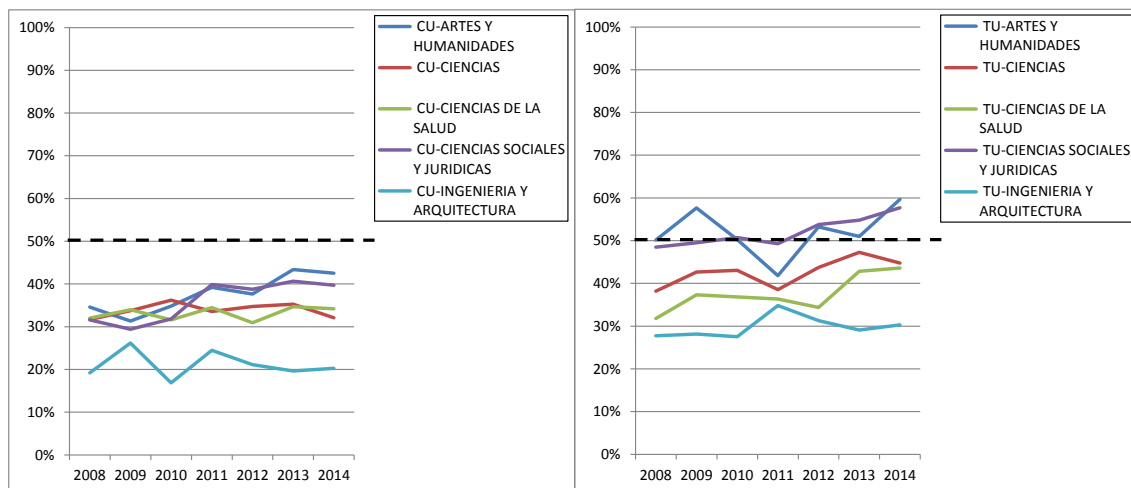 100%
90%
80%
70%
60%
50%
40%
30%
20%
10%
0%
2008 2009 2010 2011 2012 2013 2014
CU-ARTES Y
HUMANIDADES
CU-CIENCIAS
CU-CIENCIAS DE LA
SALUD
CU-CIENCIAS SOCIALES
Y JURIDICAS
CU-INGENIERIA Y
ARQUITECTURA
100%
90%
80%
70%
60%
50%
40%
30%
20%
10%
0%
2008 2009 2010 2011 2012 2013 2014
TU-ARTES Y
HUMANIDADES
TU-CIENCIAS
TU-CIENCIAS DE LA
SALUD
TU-CIENCIAS SOCIALES
Y JURIDICAS
TU-INGENIERIA Y
ARQUITECTURA